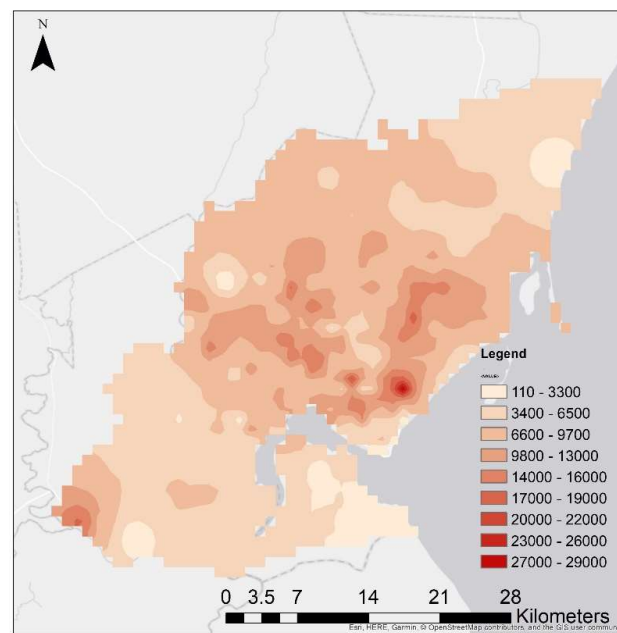 N
Legend
<VALUE>
110 - 3300
3400 - 6500
6600 - 9700
9800 - 13000
14000 - 16000
17000 - 19000
20000 - 22000
23000 - 26000
27000 - 29000
0 3.5 7 14 21 28
Kilometers
Esri, HERE, Garmin, © OpenStreetMap contributors, and the GIS user commun